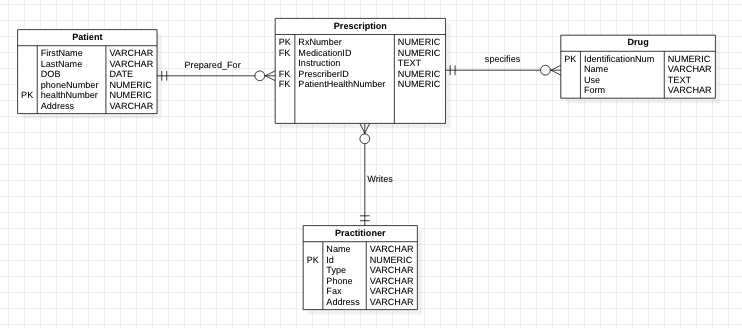 Patient
FirstName VARCHAR
LastName VARCHAR
DOB DATE
phoneNumber NUMERIC
PK healthNumber NUMERIC
Address VARCHAR
Prepared_For
Prescription
PK RxNumber NUMERIC
FK MedicationID NUMERIC
Instruction TEXT
FK PrescriberID NUMERIC
FK PatientHealthNumber NUMERIC
specifies
Drug
PK IdentificationNum NUMERIC
Name VARCHAR
Use TEXT
Form VARCHAR
Writes
Practitioner
Name VARCHAR
PK Id NUMERIC
Type VARCHAR
Phone VARCHAR
Fax VARCHAR
Address VARCHAR